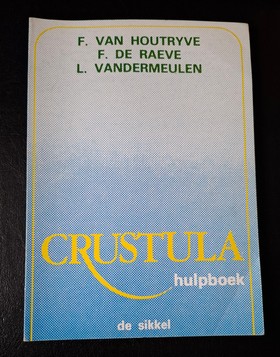 F. VAN HOUTRYVE
F. DE RAEVE
L. VANDERMEULEN
CRUSTULA
hulpboek
de sikkel